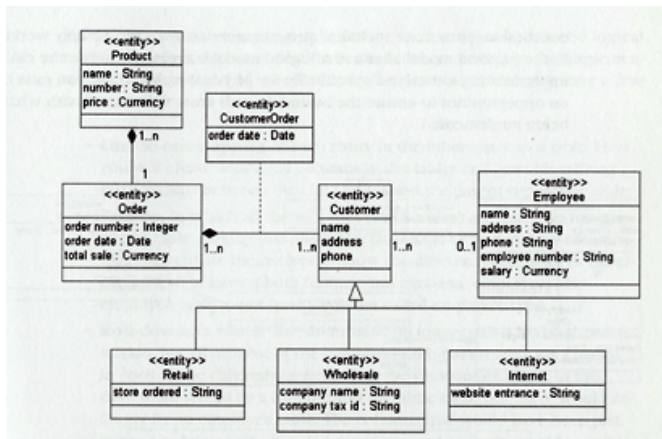 <<entity>>
Product
name : String
number : String
price : Currency
1..n
1
<<entity>>
CustomerOrder
order date : Date
<<entity>>
Order
order number : Integer
order date : Date
total sale : Currency
1..n
1..n
<<entity>>
Customer
name
address
phone
1..n
0..1
<<entity>>
Employee
name : String
address : String
phone : String
employee number : String
salary : Currency
<<entity>>
Retail
store ordered : String
<<entity>>
Wholesale
company name : String
company tax id : String
<<entity>>
Internet
website entrance : String